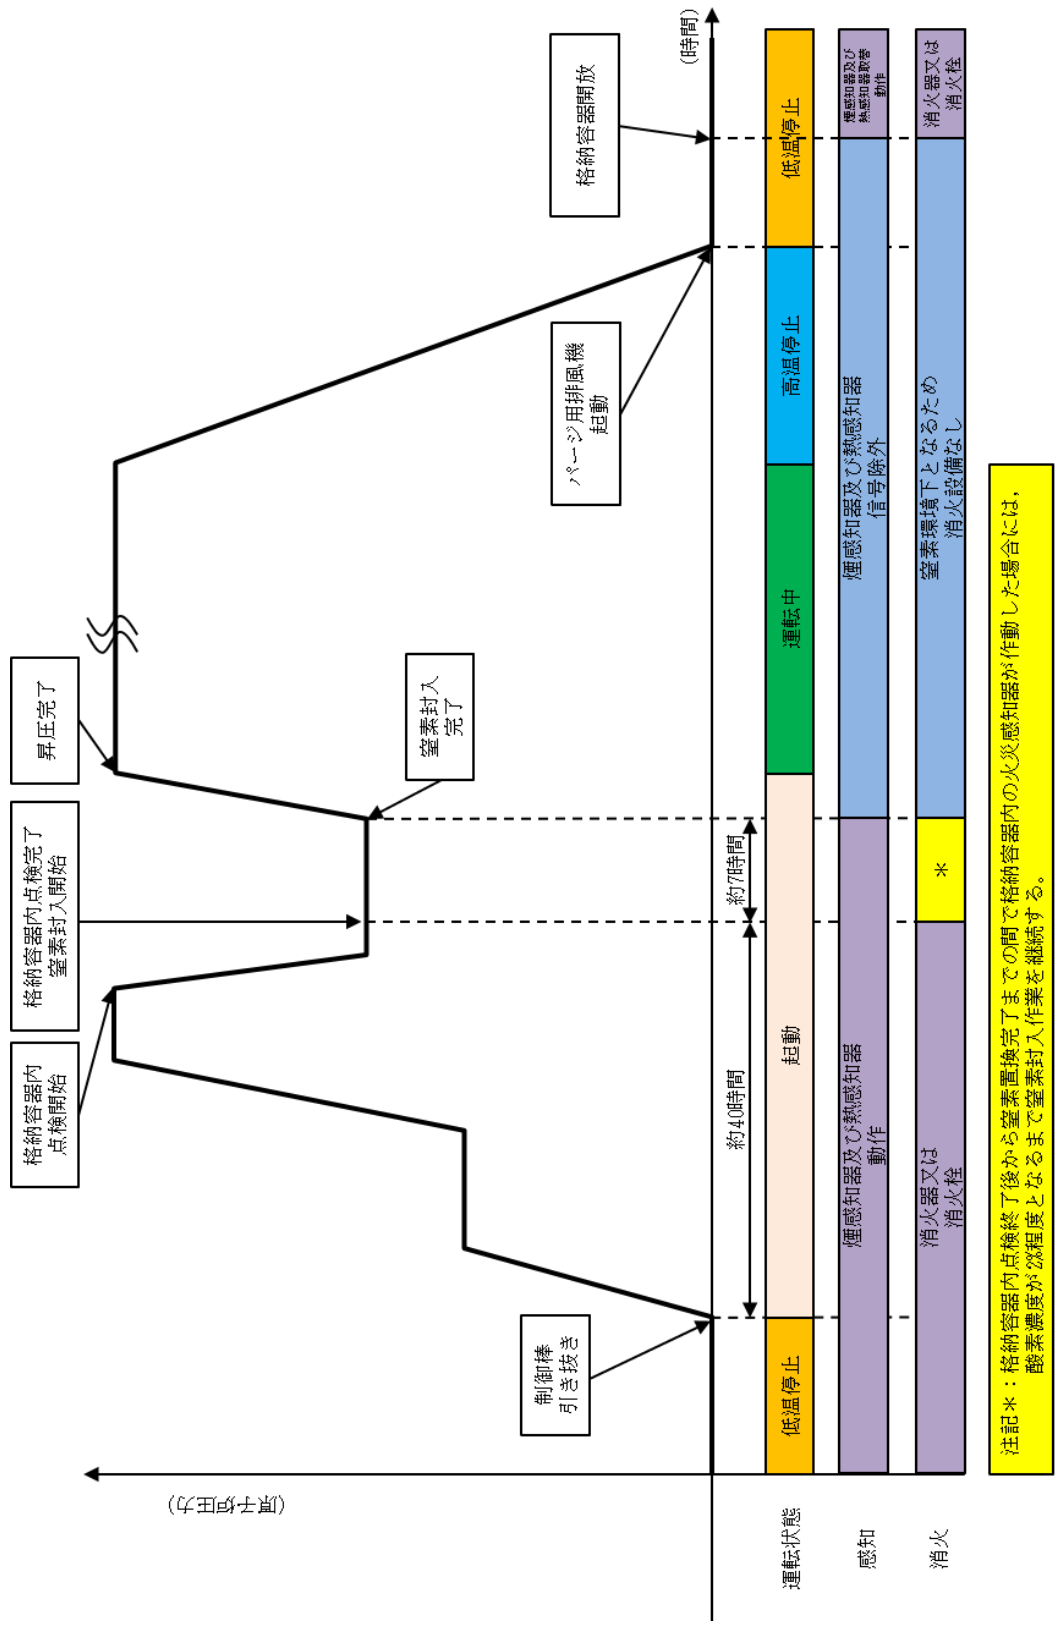 (原子炉圧力)
格納容器内
点検開始
格納容器内点検完了
窒素封入開始
昇圧完了
窒素封入
完了
制御棒
引き抜き
パージ用排風機
起動
格納容器開放
(時間)
約40時間
約7時間
運転状態
低温停止
起動
運転中
高温停止
低温停止
感知
煙感知器及び熱感知器
動作
煙感知器及び熱感知器
信号除外
煙感知器及び
熱感知器取替
動作
消火
消火器又は
消火栓
*
窒素環境下となるため
消火設備なし
消火器又は
消火栓
注記*:格納容器内点検終了後から窒素置換完了までの間で格納容器内の火災感知器が作動した場合には,
酸素濃度が2%程度となるまで窒素封入作業を継続する。